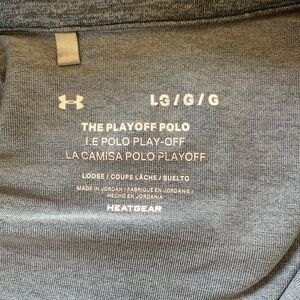 LG / G / G
THE PLAYOFF POLO
LE POLO PLAY-OFF
LA CAMISA POLO PLAYOFF
LOOSE / COUPE LÂCHE / SUELTO
MADE IN JORDAN / FABRIQUÉ EN JORDANIE /
HECHO EN JORDANIA
HEATGEAR